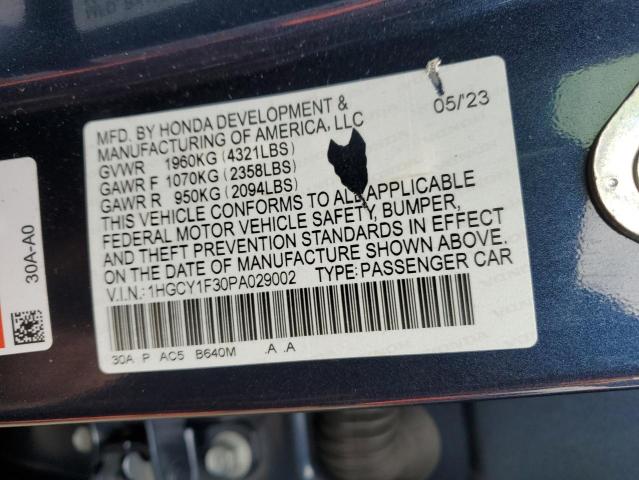 MFD. BY HONDA DEVELOPMENT & 05/'23
MANUFACTURING OF AMERICA, LLC
GVWR 1960KG (4321LBS)
GAWR F 1070KG (2358LBS)
GAWR R 950KG (2094LBS)
THIS VEHICLE CONFORMS TO ALL APPLICABLE
FEDERAL MOTOR VEHICLE SAFETY, BUMPER,
AND THEFT PREVENTION STANDARDS IN EFFECT
ON THE DATE OF MANUFACTURE SHOWN ABOVE.
V.I.N.: 1HGCY1F30PA029002 TYPE:PASSENGER CAR
30A P AC5 B640M .A .A
30A-A0